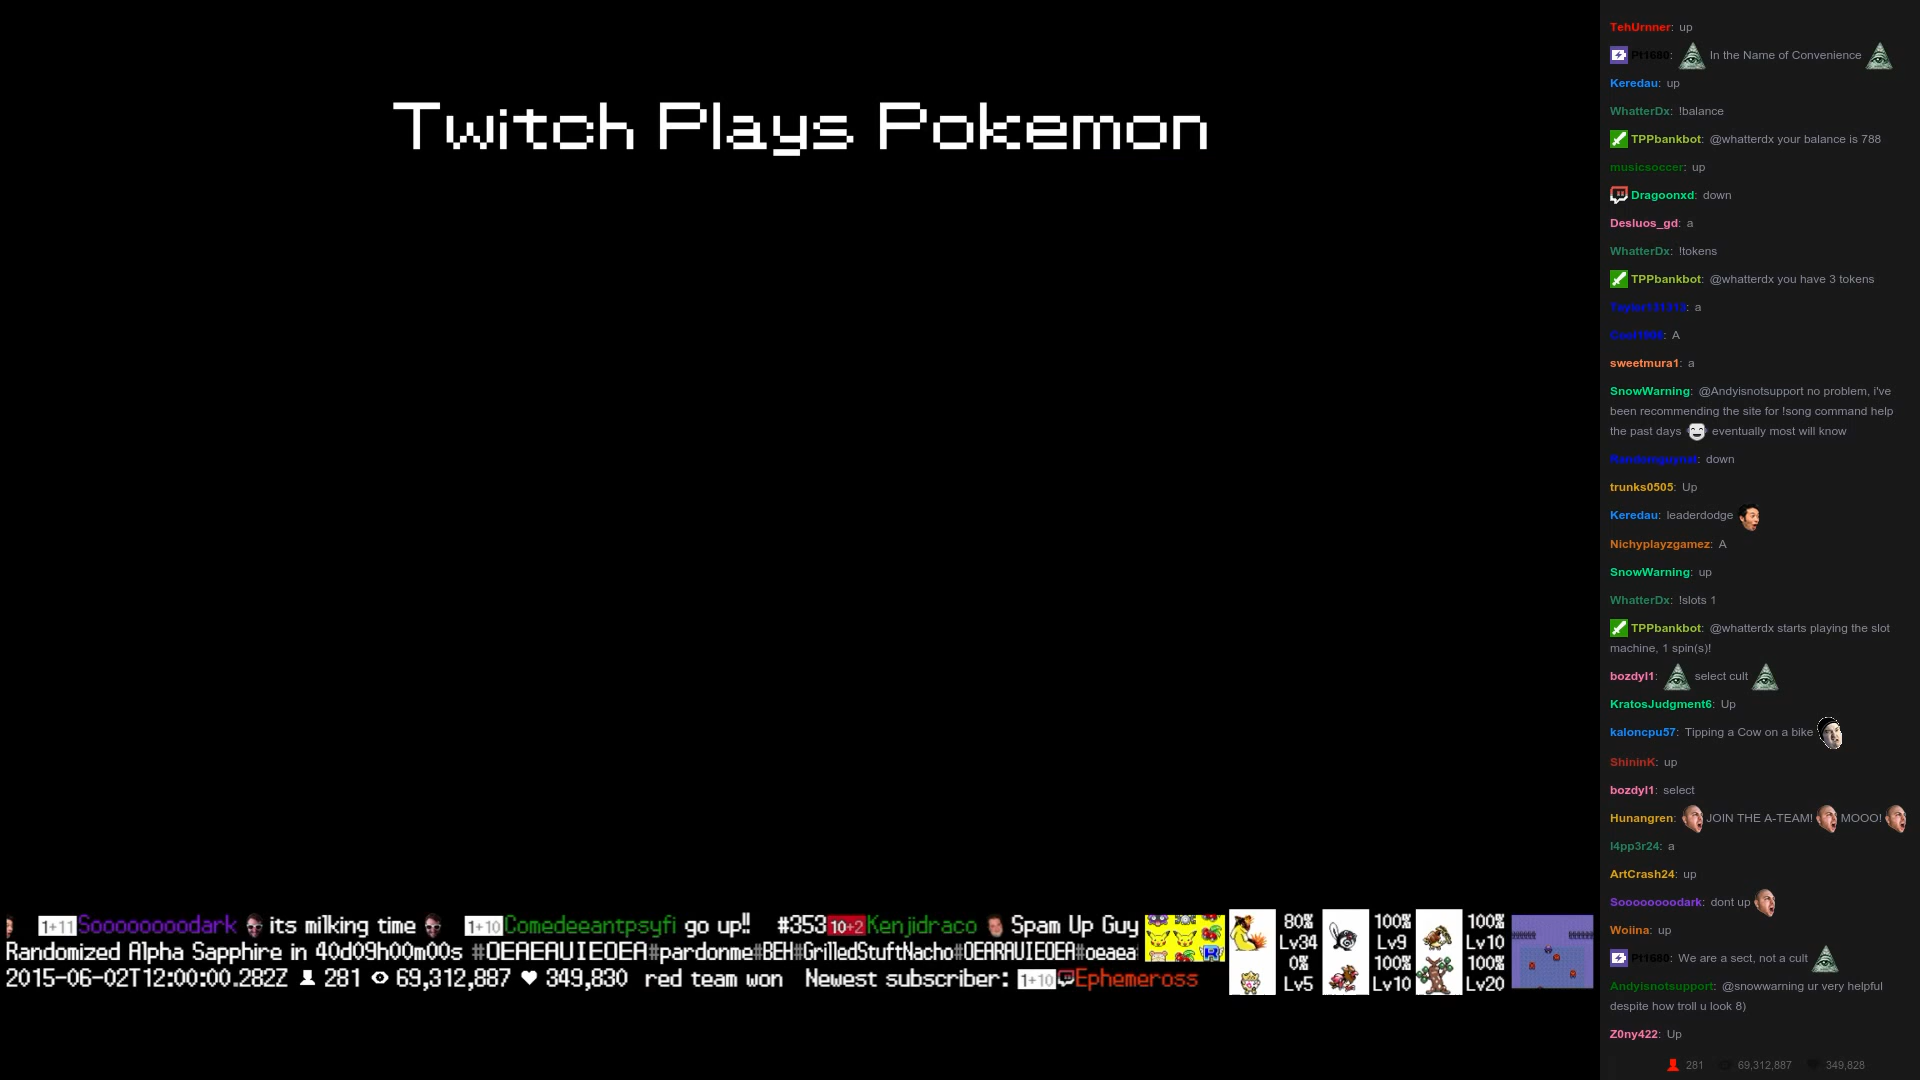 Twitch Plays Pokemon
1+11 Sooooooodark its milking time 1+10 Comedeeantpsyfi go up!! #353 10+2 Kenjidraco Spam Up Guy
Randomized Alpha Sapphire in 40d09h00m00s #OEAEAUIEOEA#pardonme#BEH#GrilledStuftNacho#OEARAUIEOEA#oeaea
2015-06-02T12:00:00.282Z 281 69,312,887 349,830 red team won Newest subscriber: 1+10 Ephemeross
80% 100% 100%
Lv34 Lv9 Lv10
0% 100% 100%
Lv5 Lv10 Lv20
TehUrnner: up
Pt1680: In the Name of Convenience
Keredau: up
WhatterDx: !balance
TPPbankbot: @whatterdx your balance is 788
musicsoccer: up
Dragoonxd: down
Desluos_gd: a
WhatterDx: !tokens
TPPbankbot: @whatterdx you have 3 tokens
: a
: A
sweetmura1: a
SnowWarning: @Andyisnotsupport no problem, i've
been recommending the site for !song command help
the past days eventually most will know
: down
trunks0505: Up
Keredau: leaderdodge
Nichyplayzgamez: A
SnowWarning: up
WhatterDx: !slots 1
TPPbankbot: @whatterdx starts playing the slot
machine, 1 spin(s)!
bozdyl1: select cult
KratosJudgment6: Up
kaloncpu57: Tipping a Cow on a bike
ShininK: up
bozdyl1: select
Hunangren: JOIN THE A-TEAM! MOOO!
l4pp3r24: a
ArtCrash24: up
Sooooooodark: dont up
Woiina: up
Pt1680: We are a sect, not a cult
Andyisnotsupport: @snowwarning ur very helpful
despite how troll u look 8)
Z0ny422: Up
281 69,312,887 349,828